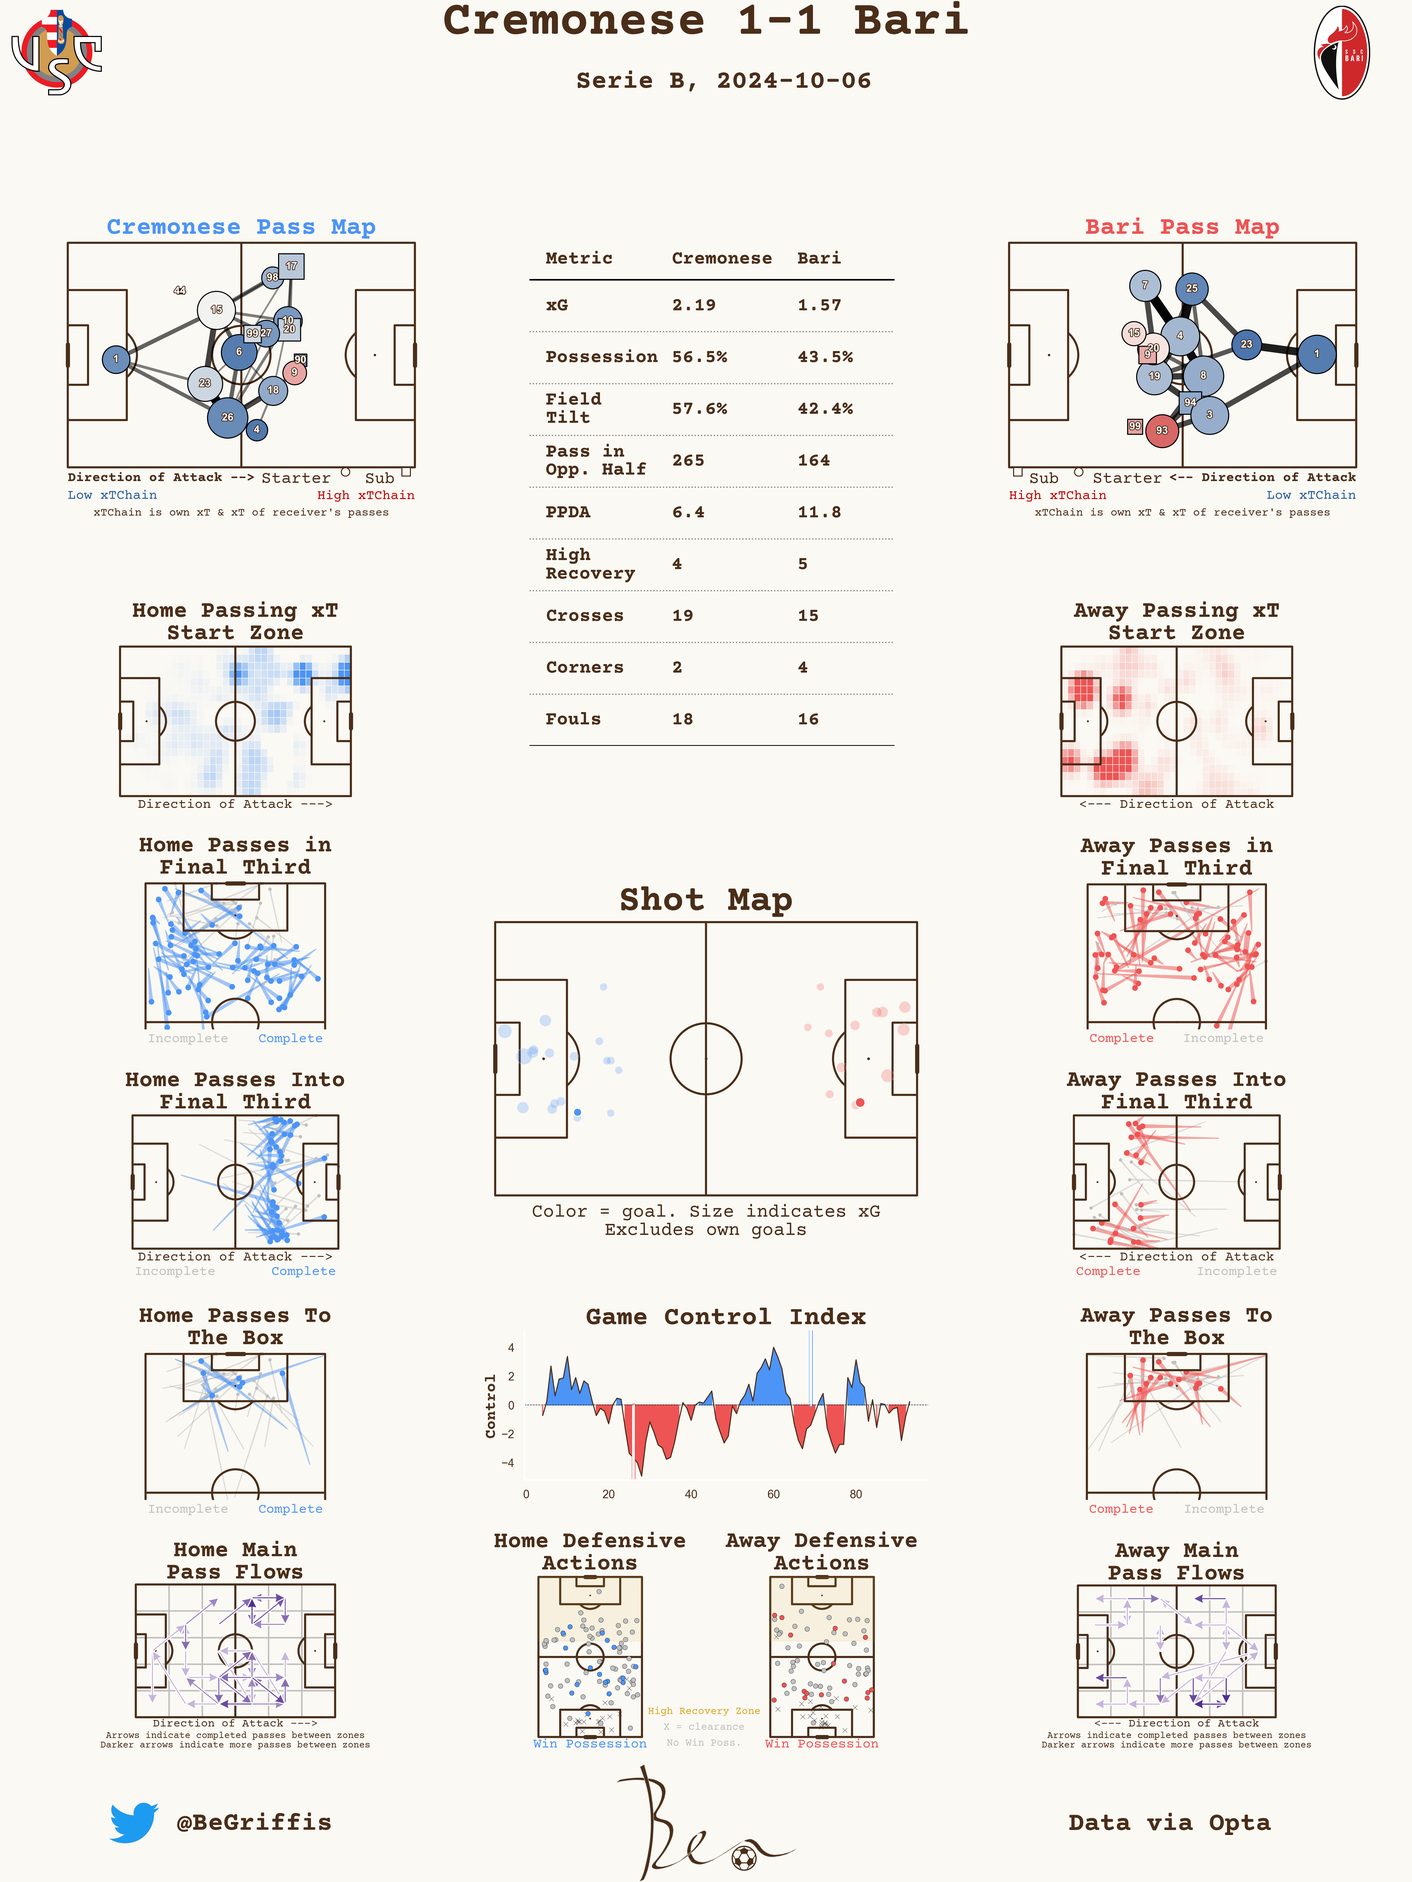 Cremonese 1-1 Bari
Serie B, 2024-10-06
SSC
BARI
Cremonese Pass Map
17
98
44
15
10
20
99
27
6
1
90
9
23
18
26
4
Direction of Attack --> Starter Sub
Low xTChain High xTChain
xTChain is own xT & xT of receiver's passes
Metric Cremonese Bari
xG 2.19 1.57
Possession 56.5% 43.5%
Field
Tilt 57.6% 42.4%
Pass in
Opp. Half 265 164
PPDA 6.4 11.8
High
Recovery 4 5
Crosses 19 15
Corners 2 4
Fouls 18 16
Bari Pass Map
7
25
15
4
20
9
23
1
19
8
94
3
99
93
Sub Starter <-- Direction of Attack
High xTChain Low xTChain
xTChain is own xT & xT of receiver's passes
Home Passing xT
Start Zone
Direction of Attack --->
Away Passing xT
Start Zone
<--- Direction of Attack
Home Passes in
Final Third
Incomplete Complete
Away Passes in
Final Third
Complete Incomplete
Shot Map
Color = goal. Size indicates xG
Excludes own goals
Home Passes Into
Final Third
Direction of Attack --->
Incomplete Complete
Away Passes Into
Final Third
<--- Direction of Attack
Complete Incomplete
Home Passes To
The Box
Incomplete Complete
Game Control Index
Control
4
2
0
−2
−4
0 20 40 60 80
Away Passes To
The Box
Complete Incomplete
Home Main
Pass Flows
Direction of Attack --->
Arrows indicate completed passes between zones
Darker arrows indicate more passes between zones
Home Defensive
Actions
Win Possession
High Recovery Zone
X = clearance
No Win Poss.
Away Defensive
Actions
Win Possession
Away Main
Pass Flows
<--- Direction of Attack
Arrows indicate completed passes between zones
Darker arrows indicate more passes between zones
@BeGriffis
Ben
Data via Opta